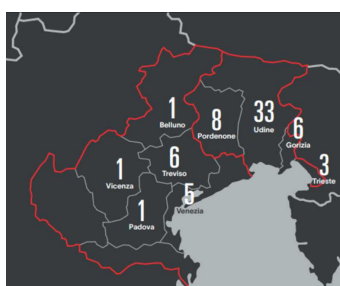 1
Belluno
8
Pordenone
33
Udine
6
Gorizia
3
Trieste
1
Vicenza
6
Treviso
5
Venezia
1
Padova